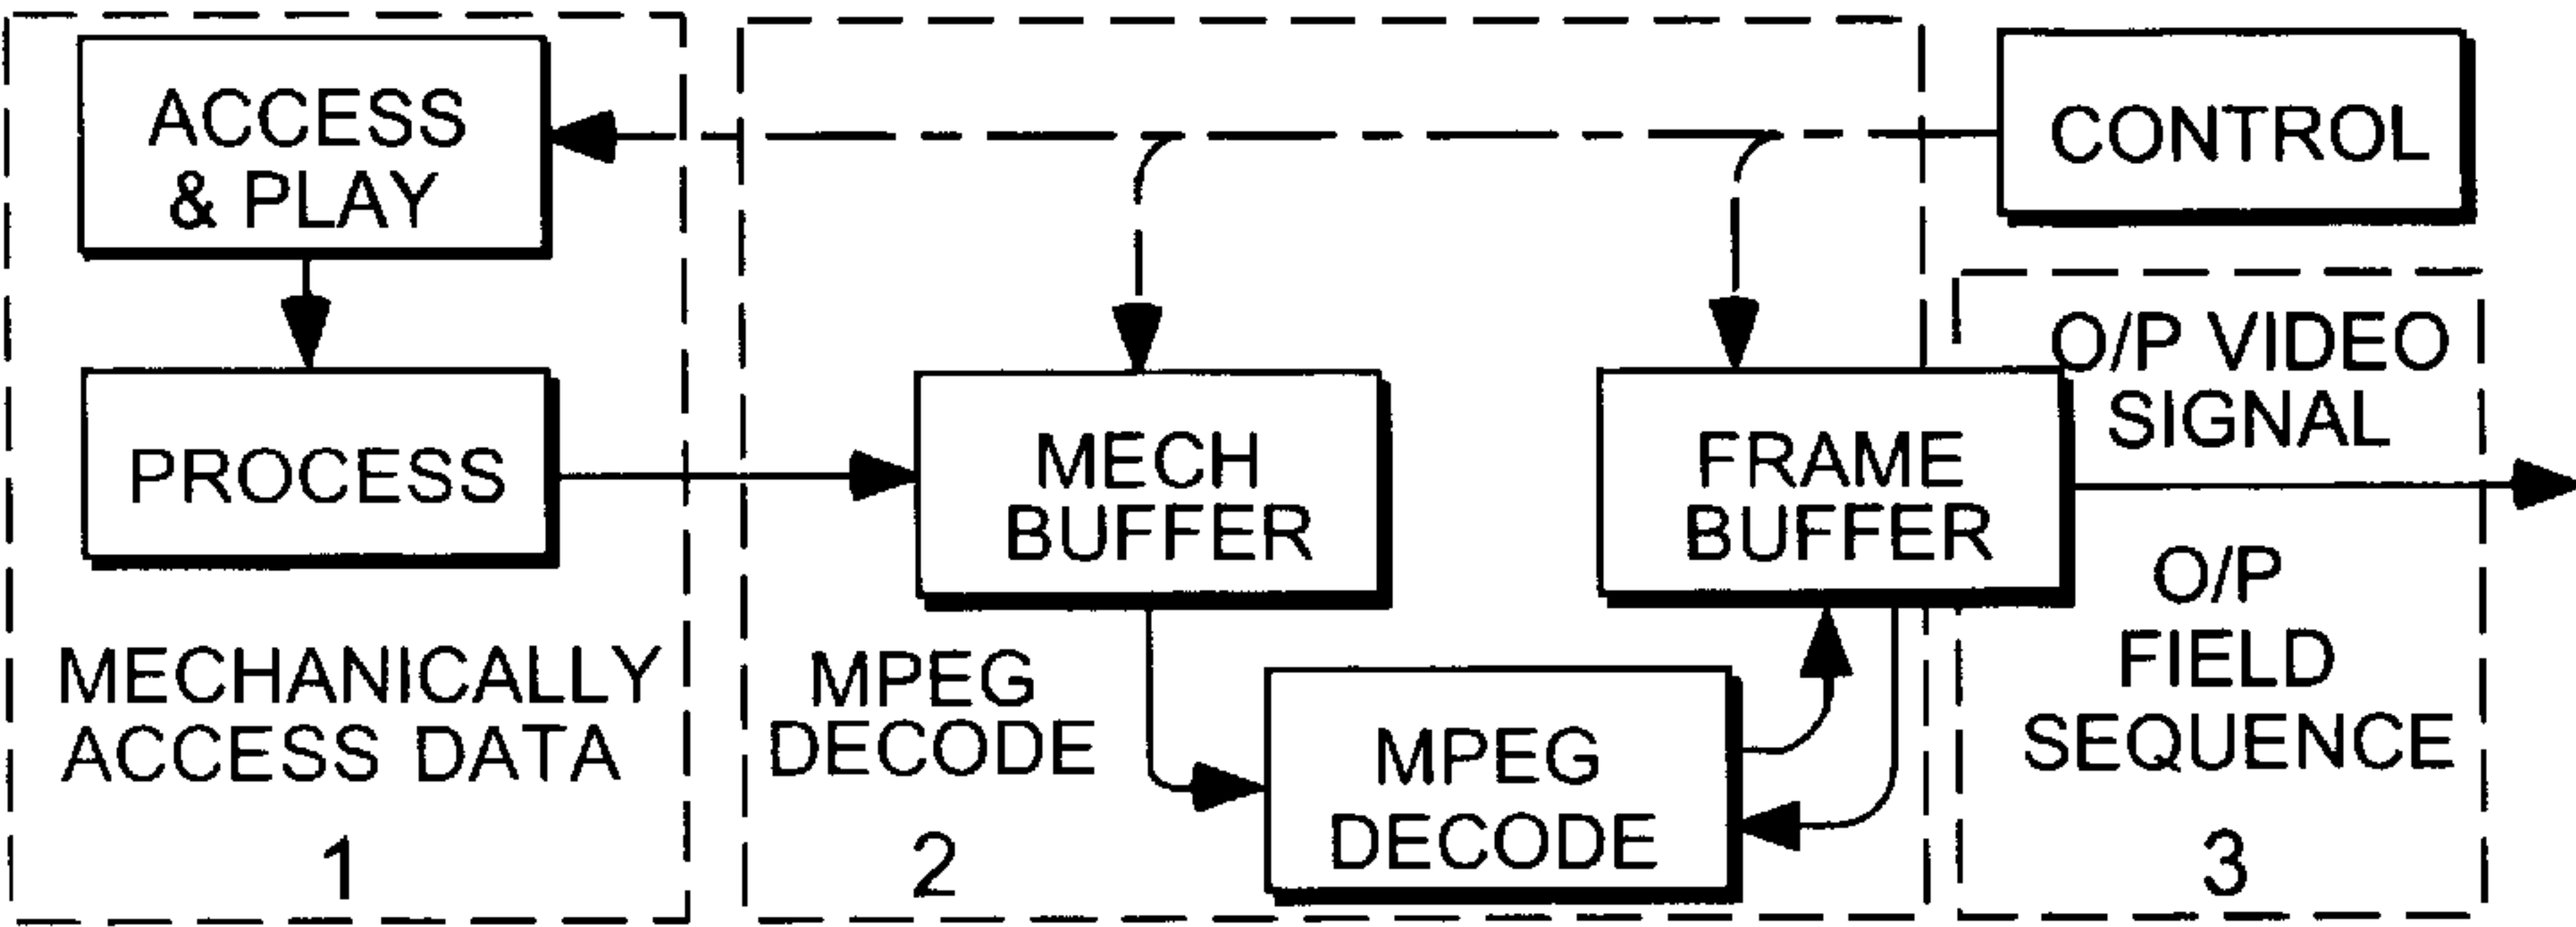 ACCESS
& PLAY
CONTROL
PROCESS
MECH
BUFFER
FRAME
BUFFER
O/P VIDEO
SIGNAL
MECHANICALLY
ACCESS DATA
1
MPEG
DECODE
2
MPEG
DECODE
O/P
FIELD
SEQUENCE
3